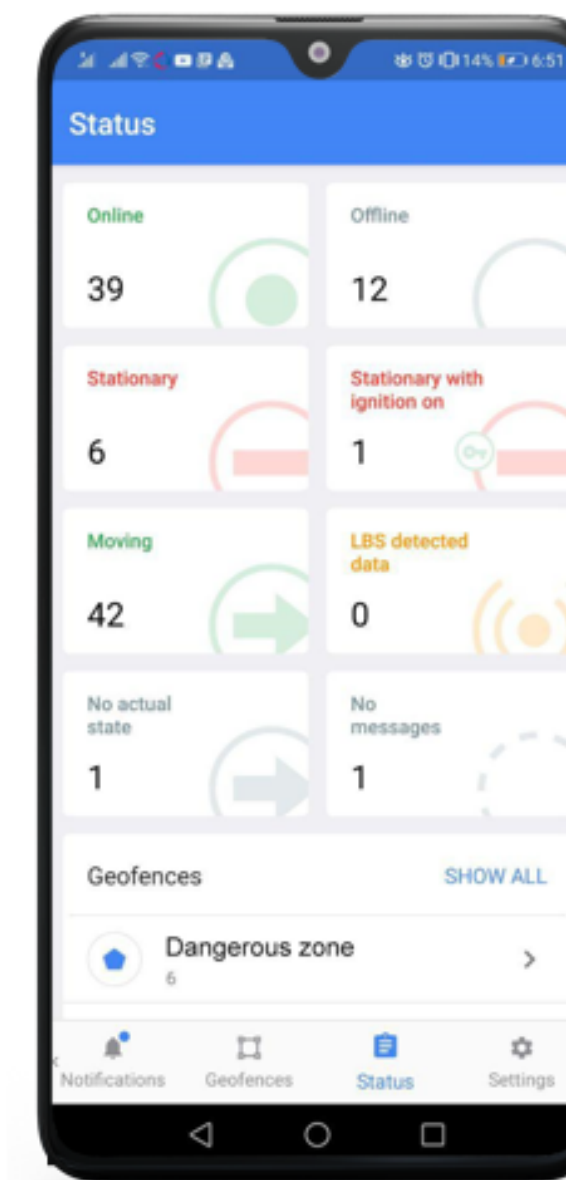 14% 6:51
Status
Online
39
Offline
12
Stationary
6
Stationary with
ignition on
1
Moving
42
LBS detected
data
0
No actual
state
1
No
messages
1
Geofences
SHOW ALL
Dangerous zone
6
Notifications
Geofences
Status
Settings